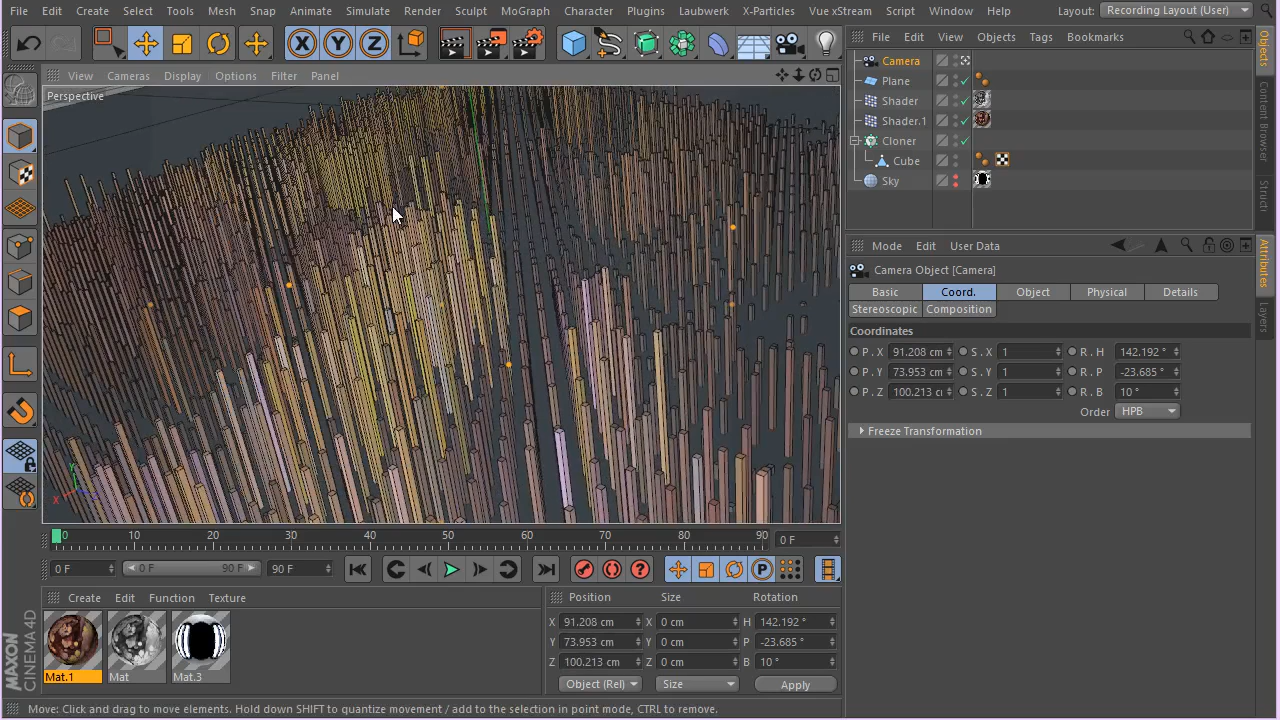 File Edit Create Select Tools Mesh Snap Animate Simulate Render Sculpt MoGraph Character Plugins Laubwerk X-Particles Vue xStream Script Window Help Layout: Recording Layout (User)
X Y Z
File Edit View Objects Tags Bookmarks
View Cameras Display Options Filter Panel
Perspective
Camera
Plane
Shader
Shader.1
Cloner
Cube
Sky
Objects
Content Browser
Struct
Mode Edit User Data
Camera Object [Camera]
Basic Coord. Object Physical Details
Stereoscopic Composition
Coordinates
P . X 91.208 cm S . X 1 R . H 142.192 °
P . Y 73.953 cm S . Y 1 R . P -23.685 °
P . Z 100.213 S . Z 1 R . B 10 °
Order HPB
Freeze Transformation
Attributes
Layers
Y
X
0 10 20 30 40 50 60 70 80 90 0 F
0 F 0 F 90 F 90 F
P
Create Edit Function Texture
Mat.1 Mat Mat.3
MAXON
CINEMA 4D
Position Size Rotation
X 91.208 cm X 0 cm H 142.192 °
Y 73.953 cm Y 0 cm P -23.685 °
Z 100.213 cm Z 0 cm B 10 °
Object (Rel) Size Apply
Move: Click and drag to move elements. Hold down SHIFT to quantize movement / add to the selection in point mode, CTRL to remove.